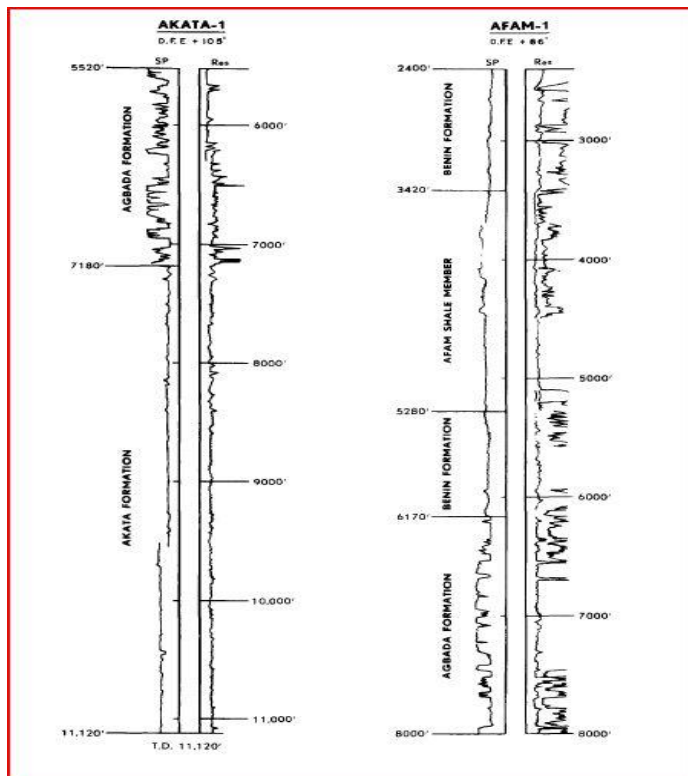 AKATA-1
D.F.E + 105'
SP Res
5520'
6000'
AGBADA FORMATION
7000'
7180'
8000'
AKATA FORMATION
9000'
10,000'
11,000'
11,120'
T.D. 11,120'
AFAM-1
D.F.E + 86'
SP Res
2400'
BENIN FORMATION
3000'
3420'
AFAM SHALE MEMBER
4000'
5000'
5280'
BENIN FORMATION
6000'
6170'
AGBADA FORMATION
7000'
8000' 8000'